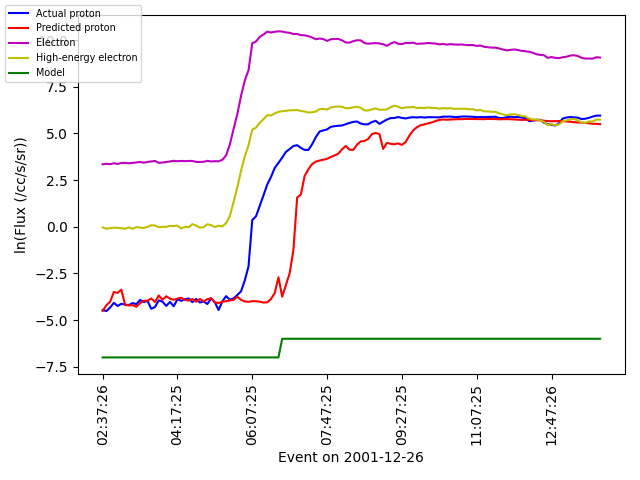 Actual proton
Predicted proton
Electron
High-energy electron
Model
7.5
5.0
2.5
0.0
−2.5
−5.0
−7.5
ln(Flux (/cc/s/sr))
02:37:26
04:17:25
06:07:25
07:47:25
09:27:25
11:07:25
12:47:26
Event on 2001-12-26